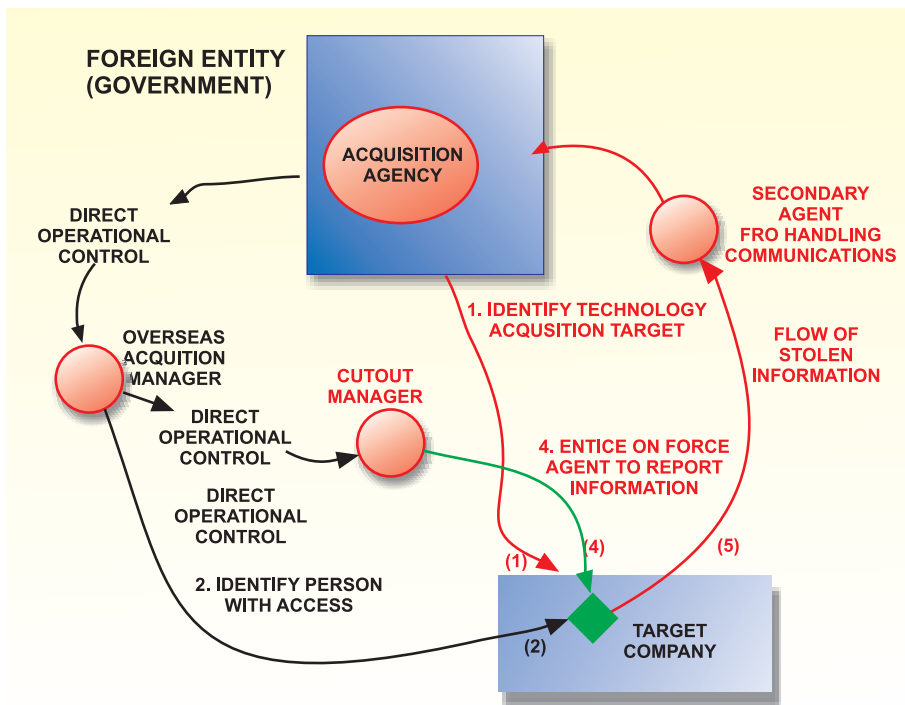 FOREIGN ENTITY
(GOVERNMENT)
ACQUISITION
AGENCY
DIRECT
OPERATIONAL
CONTROL
SECONDARY
AGENT
FRO HANDLING
COMMUNICATIONS
1. IDENTIFY TECHNOLOGY
ACQUSITION TARGET
OVERSEAS
ACQUITION
MANAGER
FLOW OF
STOLEN
INFORMATION
CUTOUT
MANAGER
DIRECT
OPERATIONAL
CONTROL
4. ENTICE ON FORCE
AGENT TO REPORT
INFORMATION
DIRECT
OPERATIONAL
CONTROL
(1)
(4)
(5)
2. IDENTIFY PERSON
WITH ACCESS
(2)
TARGET
COMPANY